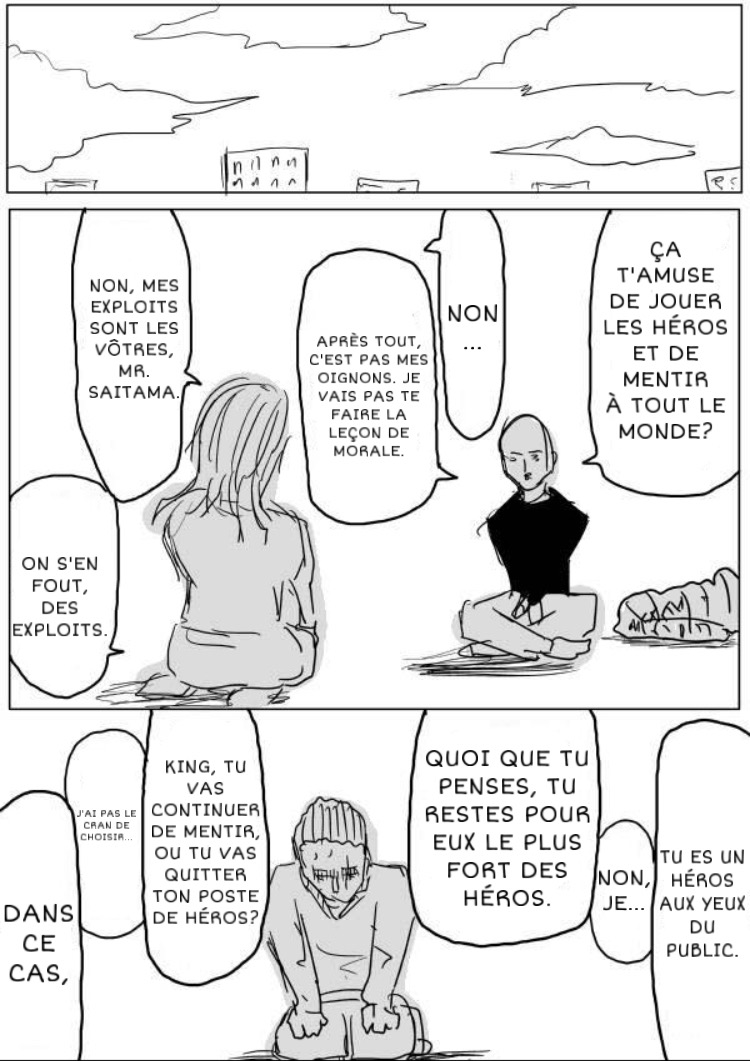 ÇA
T'AMUSE
DE JOUER
LES HÉROS
ET DE
MENTIR
À TOUT LE
MONDE?
NON
...
APRÈS TOUT,
C'EST PAS MES
OIGNONS. JE
VAIS PAS TE
FAIRE LA
LEÇON DE
MORALE.
NON, MES
EXPLOITS
SONT LES
VÔTRES,
MR.
SAITAMA.
ON S'EN
FOUT,
DES
EXPLOITS.
TU ES UN
HÉROS
AUX YEUX
DU
PUBLIC.
NON,
JE...
QUOI QUE TU
PENSES, TU
RESTES POUR
EUX LE PLUS
FORT DES
HÉROS.
KING, TU
VAS
CONTINUER
DE MENTIR,
OU TU VAS
QUITTER
TON POSTE
DE HÉROS?
J'AI PAS LE
CRAN DE
CHOISIR...
DANS
CE
CAS,